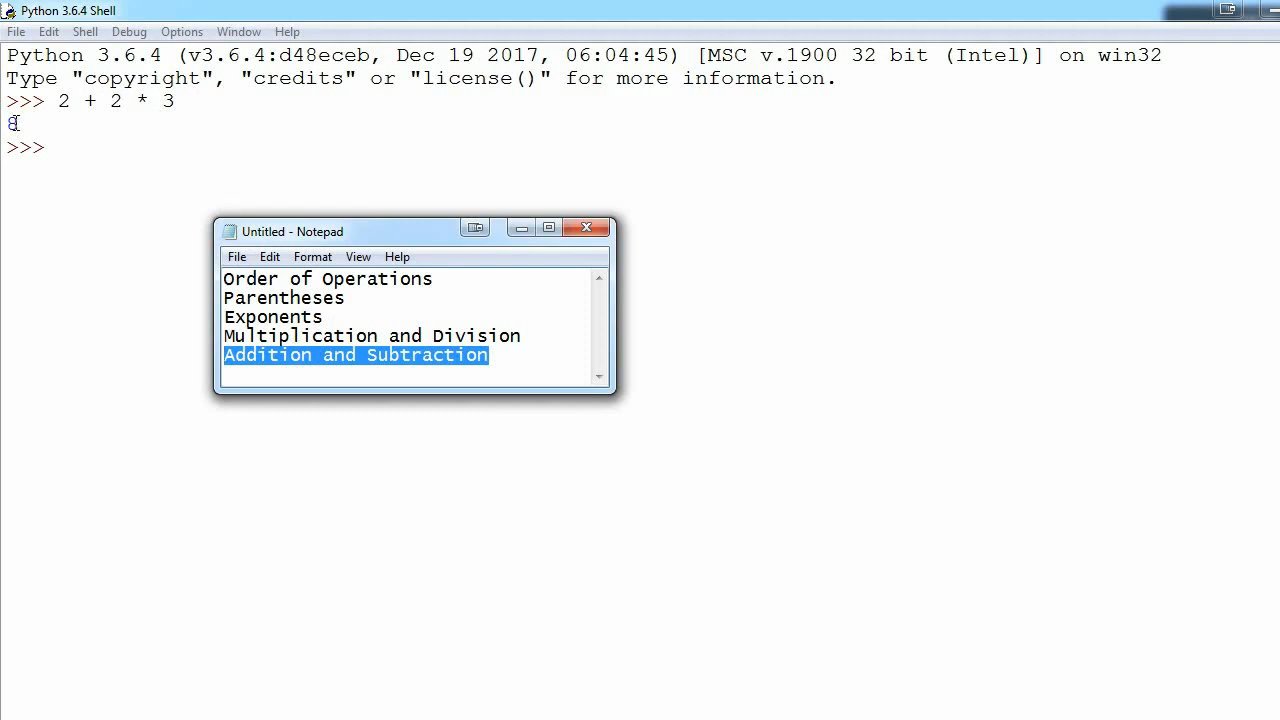 Python 3.6.4 Shell
File Edit Shell Debug Options Window Help
Python 3.6.4 (v3.6.4:d48eceb, Dec 19 2017, 06:04:45) [MSC v.1900 32 bit (Intel)] on win32
Type "copyright", "credits" or "license()" for more information.
>>> 2 + 2 * 3
8
>>>
Untitled - Notepad
File Edit Format View Help
Order of Operations
Parentheses
Exponents
Multiplication and Division
Addition and Subtraction